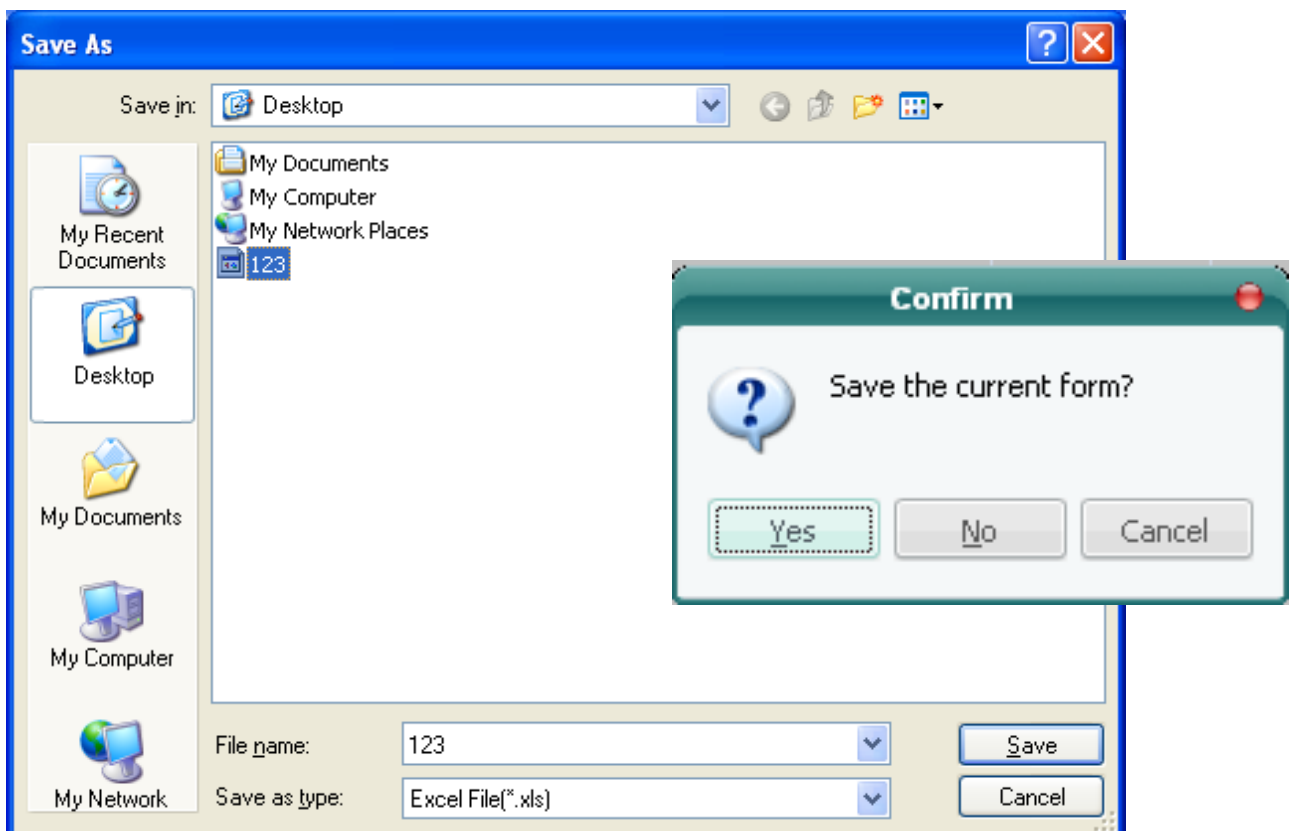 Save As
Save in:
Desktop
My Documents
My Computer
My Network Places
123
My Recent
Documents
Desktop
My Documents
My Computer
My Network
File name:
123
Save
Save as type:
Excel File(*.xls)
Cancel
Confirm
Save the current form?
Yes
No
Cancel